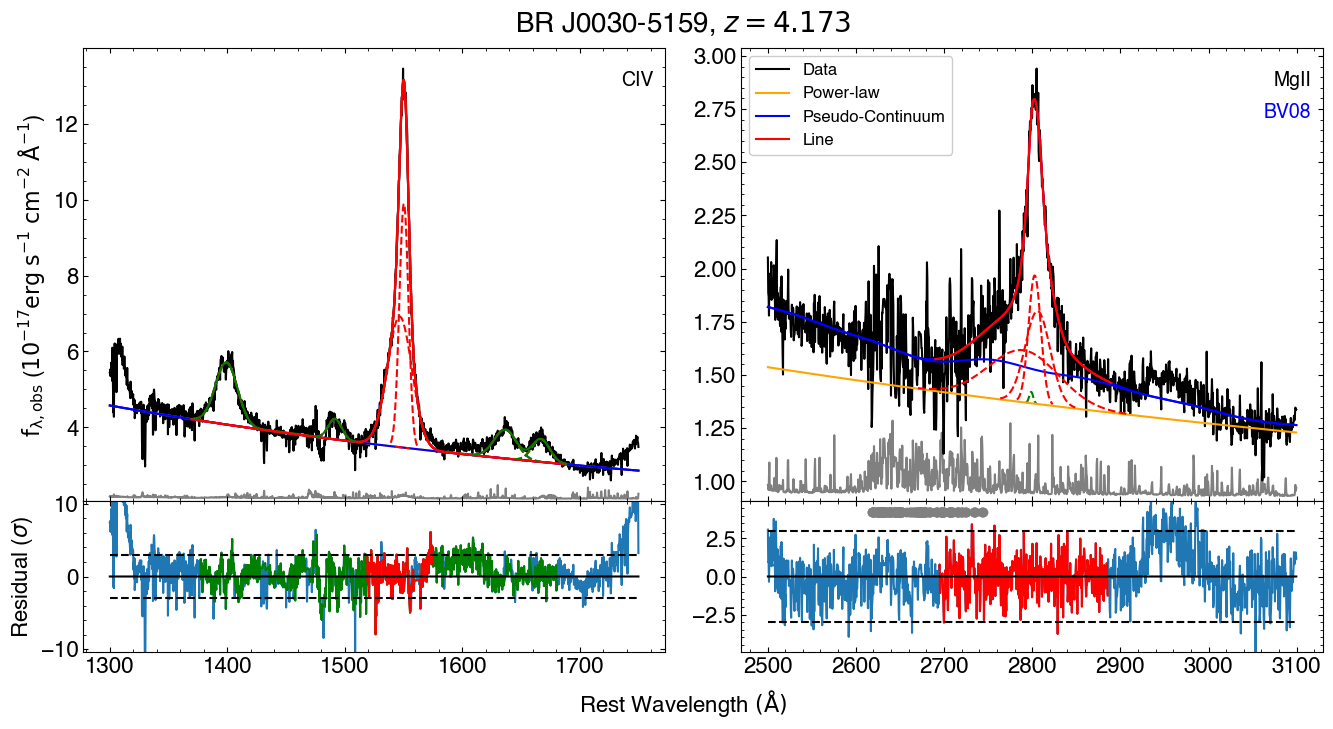 BR J0030-5159, z = 4.173
CIV
f_λ,obs (10⁻¹⁷erg s⁻¹ cm⁻² Å⁻¹)
12
10
8
6
4
Residual (σ)
10
0
−10
1300 1400 1500 1600 1700
Data
Power-law
Pseudo-Continuum
Line
MgII
BV08
3.00
2.75
2.50
2.25
2.00
1.75
1.50
1.25
1.00
2.5
0.0
−2.5
2500 2600 2700 2800 2900 3000 3100
Rest Wavelength (Å)